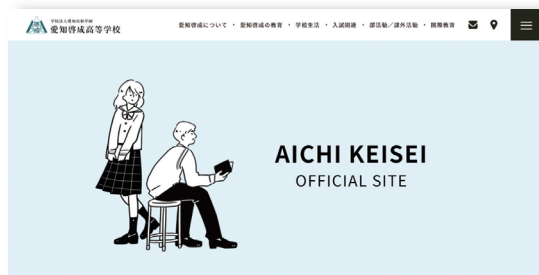 学校法人愛知真和学園
愛知啓成高等学校
愛知啓成について ・ 愛知啓成の教育 ・ 学校生活 ・ 入試関連 ・ 部活動／課外活動 ・ 国際教育
AICHI KEISEI
OFFICIAL SITE